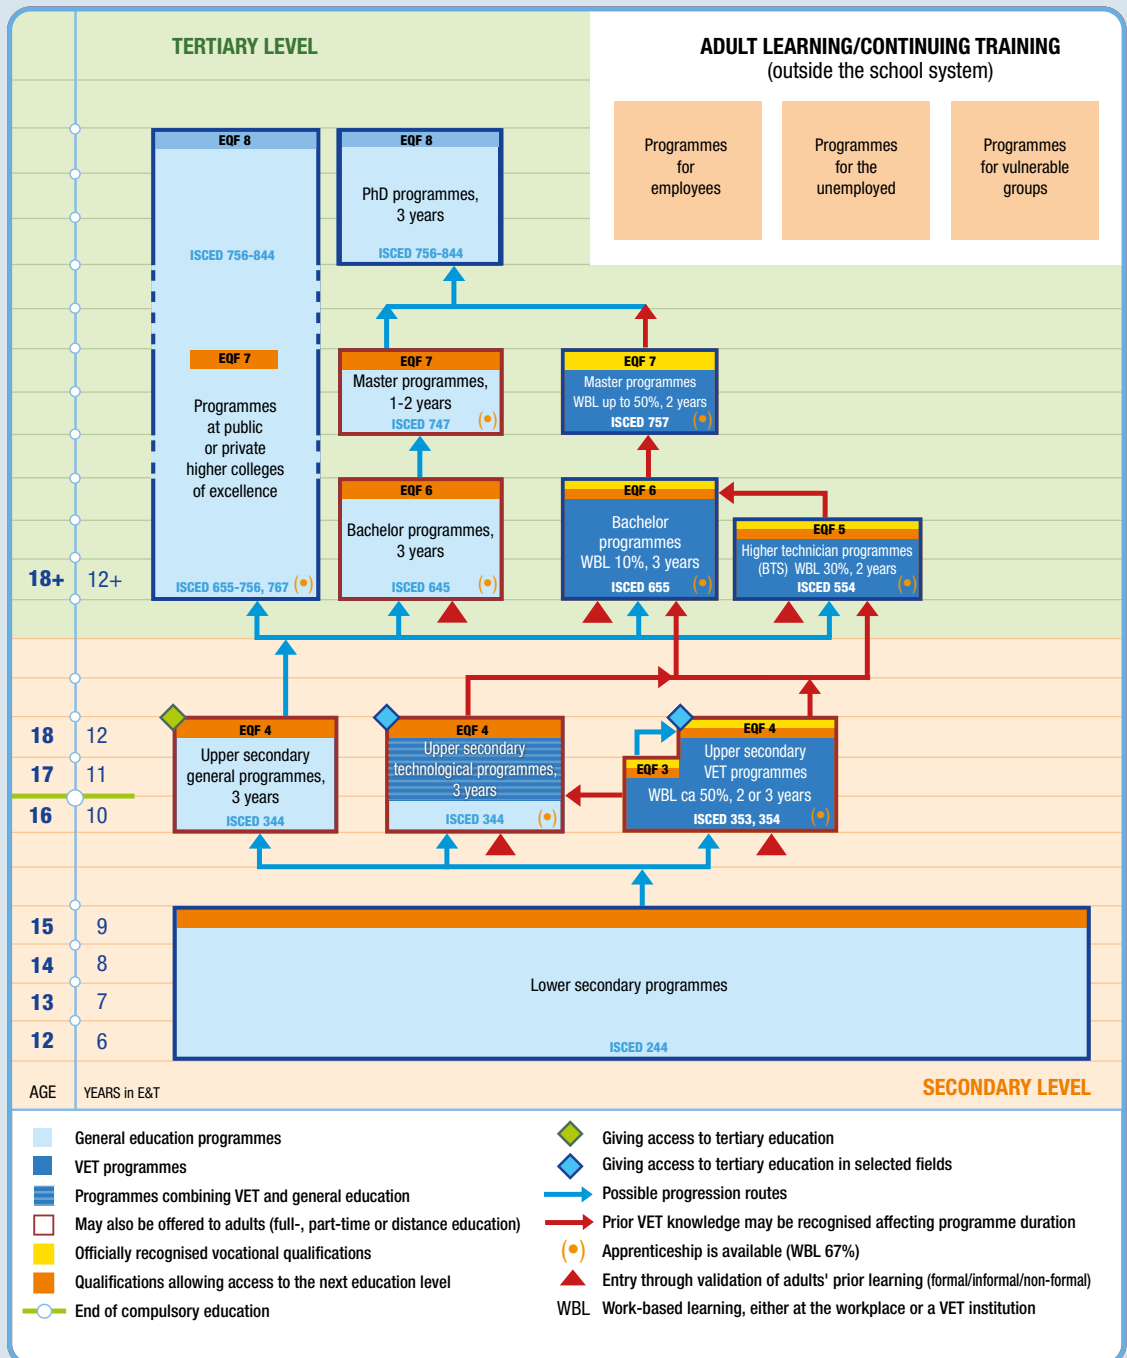 TERTIARY LEVEL
ADULT LEARNING/CONTINUING TRAINING
(outside the school system)
Programmes
for
employees
Programmes
for the
unemployed
Programmes
for vulnerable
groups
EQF 8
ISCED 756-844
EQF 7
Programmes
at public
or private
higher colleges
of excellence
ISCED 655-756, 767
EQF 8
PhD programmes,
3 years
ISCED 756-844
EQF 7
Master programmes,
1-2 years
ISCED 747
EQF 7
Master programmes
WBL up to 50%, 2 years
ISCED 757
EQF 6
Bachelor programmes,
3 years
ISCED 645
EQF 6
Bachelor
programmes
WBL 10%, 3 years
ISCED 655
EQF 5
Higher technician programmes
(BTS) WBL 30%, 2 years
ISCED 554
18+ 12+
EQF 4
Upper secondary
general programmes,
3 years
ISCED 344
EQF 4
Upper secondary
technological programmes,
3 years
ISCED 344
EQF 3
EQF 4
Upper secondary
VET programmes
WBL ca 50%, 2 or 3 years
ISCED 353, 354
18 12
17 11
16 10
15 9
14 8
13 7
12 6
Lower secondary programmes
ISCED 244
AGE YEARS in E&T
SECONDARY LEVEL
General education programmes
VET programmes
Programmes combining VET and general education
May also be offered to adults (full-, part-time or distance education)
Officially recognised vocational qualifications
Qualifications allowing access to the next education level
End of compulsory education
Giving access to tertiary education
Giving access to tertiary education in selected fields
Possible progression routes
Prior VET knowledge may be recognised affecting programme duration
Apprenticeship is available (WBL 67%)
Entry through validation of adults' prior learning (formal/informal/non-formal)
WBL Work-based learning, either at the workplace or a VET institution